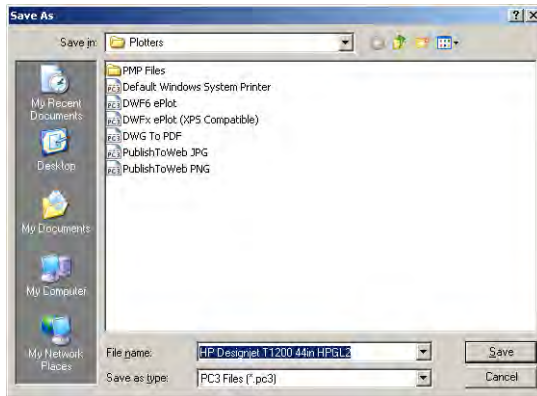 Save As
Save in: Plotters
My Recent Documents
Desktop
My Documents
My Computer
My Network Places
PMP Files
Default Windows System Printer
DWF6 ePlot
DWFx ePlot (XPS Compatible)
DWG To PDF
PublishToWeb JPG
PublishToWeb PNG
File name: HP Designjet T1200 44in HPGL2
Save
Save as type: PC3 Files (*.pc3)
Cancel